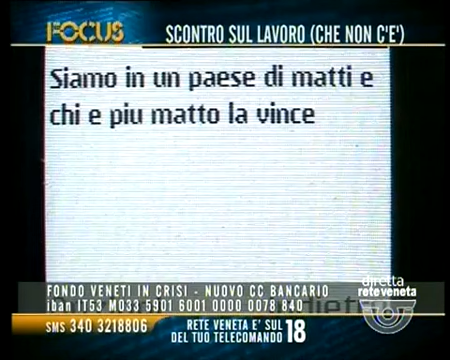 FOCUS
SCONTRO SUL LAVORO (CHE NON C'E')
Siamo in un paese di matti e
chi e piu matto la vince
FONDO VENETI IN CRISI - NUOVO CC BANCARIO
iban IT53 M033 5901 6001 0000 0078 840
diretta
reteveneta
SMS 340 3218806
RETE VENETA E' SUL
DEL TUO TELECOMANDO 18